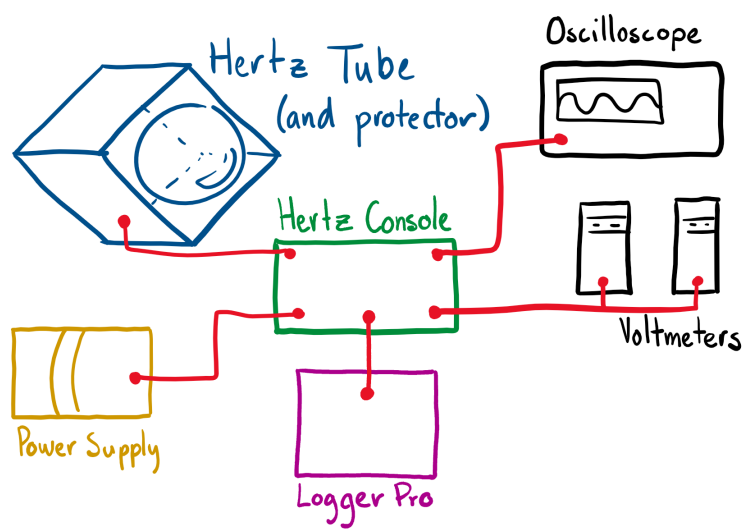 Oscilloscope
Hertz Tube
(and protector)
Hertz Console
Voltmeters
Power Supply
Logger Pro